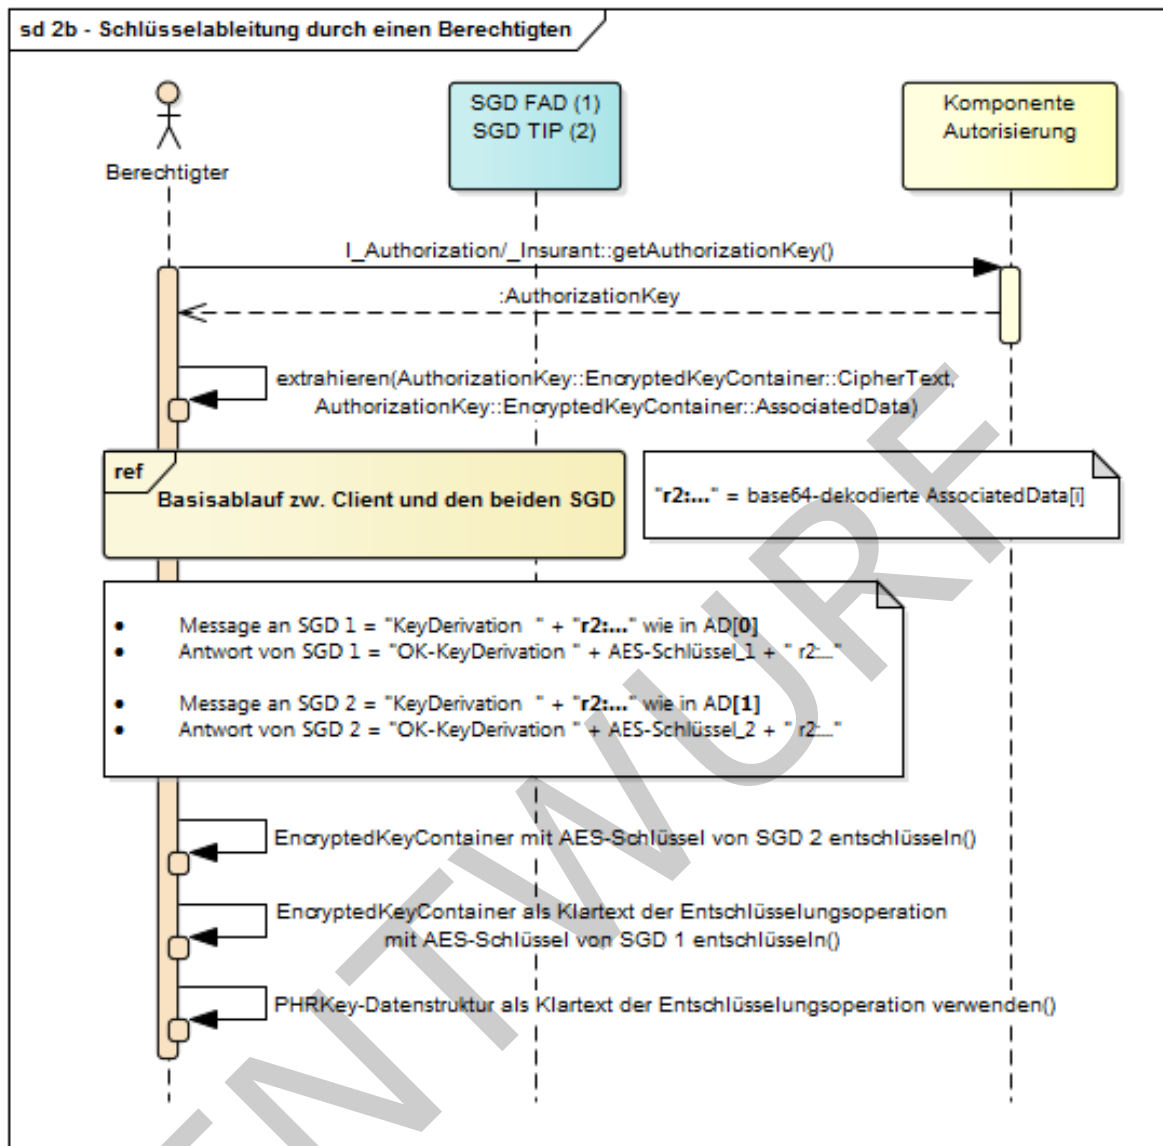 sd 2b - Schlüsselableitung durch einen Berechtigten
SGD FAD (1)
SGD TIP (2)
Komponente
Autorisierung
Berechtigter
I_Authorization/_Insurant::getAuthorizationKey()
:AuthorizationKey
extrahieren(AuthorizationKey::EncryptedKeyContainer::CipherText,
AuthorizationKey::EncryptedKeyContainer::AssociatedData)
ref
Basisablauf zw. Client und den beiden SGD
"r2:..." = base64-dekodierte AssociatedData[i]
• Message an SGD 1 = "KeyDerivation " + "r2:..." wie in AD[0]
• Antwort von SGD 1 = "OK-KeyDerivation " + AES-Schlüssel_1 + " r2:..."
• Message an SGD 2 = "KeyDerivation " + "r2:..." wie in AD[1]
• Antwort von SGD 2 = "OK-KeyDerivation " + AES-Schlüssel_2 + " r2:..."
EncryptedKeyContainer mit AES-Schlüssel von SGD 2 entschlüsseln()
EncryptedKeyContainer als Klartext der Entschlüsselungsoperation
mit AES-Schlüssel von SGD 1 entschlüsseln()
PHRKey-Datenstruktur als Klartext der Entschlüsselungsoperation verwenden()
ENTWURF